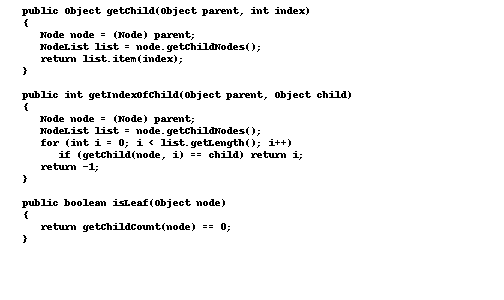 public Object getChild(Object parent, int index)
{
   Node node = (Node) parent;
   NodeList list = node.getChildNodes();
   return list.item(index);
}

public int getIndexOfChild(Object parent, Object child)
{
   Node node = (Node) parent;
   NodeList list = node.getChildNodes();
   for (int i = 0; i < list.getLength(); i++)
      if (getChild(node, i) == child) return i;
   return -1;
}

public boolean isLeaf(Object node)
{
   return getChildCount(node) == 0;
}